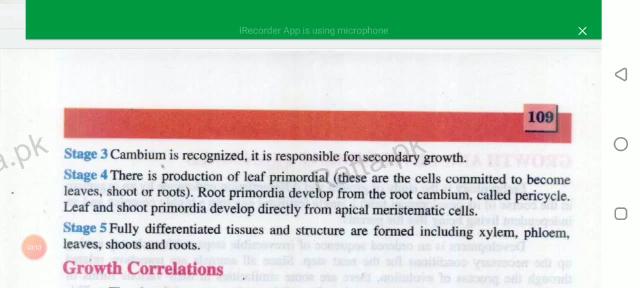 iRecorder App is using microphone
109
Stage 3 Cambium is recognized, it is responsible for secondary growth.
Stage 4 There is production of leaf primordial (these are the cells committed to become
leaves, shoot or roots). Root primordia develop from the root cambium, called pericycle.
Leaf and shoot primordia develop directly from apical meristematic cells.
Stage 5 Fully differentiated tissues and structure are formed including xylem, phloem,
leaves, shoots and roots.
Growth Correlations